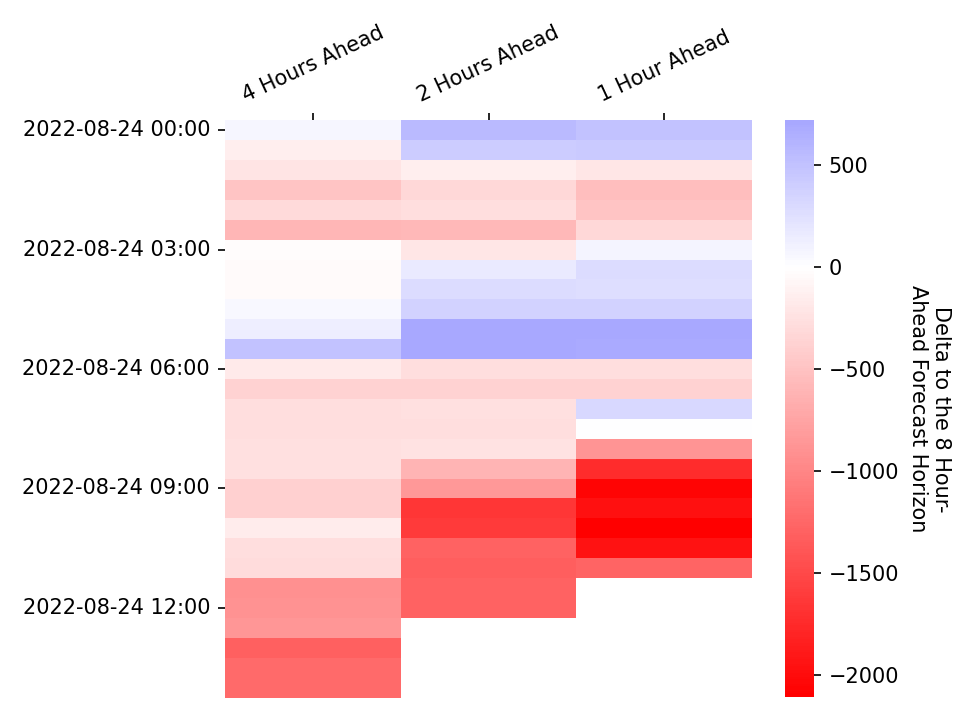 4 Hours Ahead
2 Hours Ahead
1 Hour Ahead
2022-08-24 00:00
2022-08-24 03:00
2022-08-24 06:00
2022-08-24 09:00
2022-08-24 12:00
500
0
−500
−1000
−1500
−2000
Delta to the 8 Hour-
Ahead Forecast Horizon